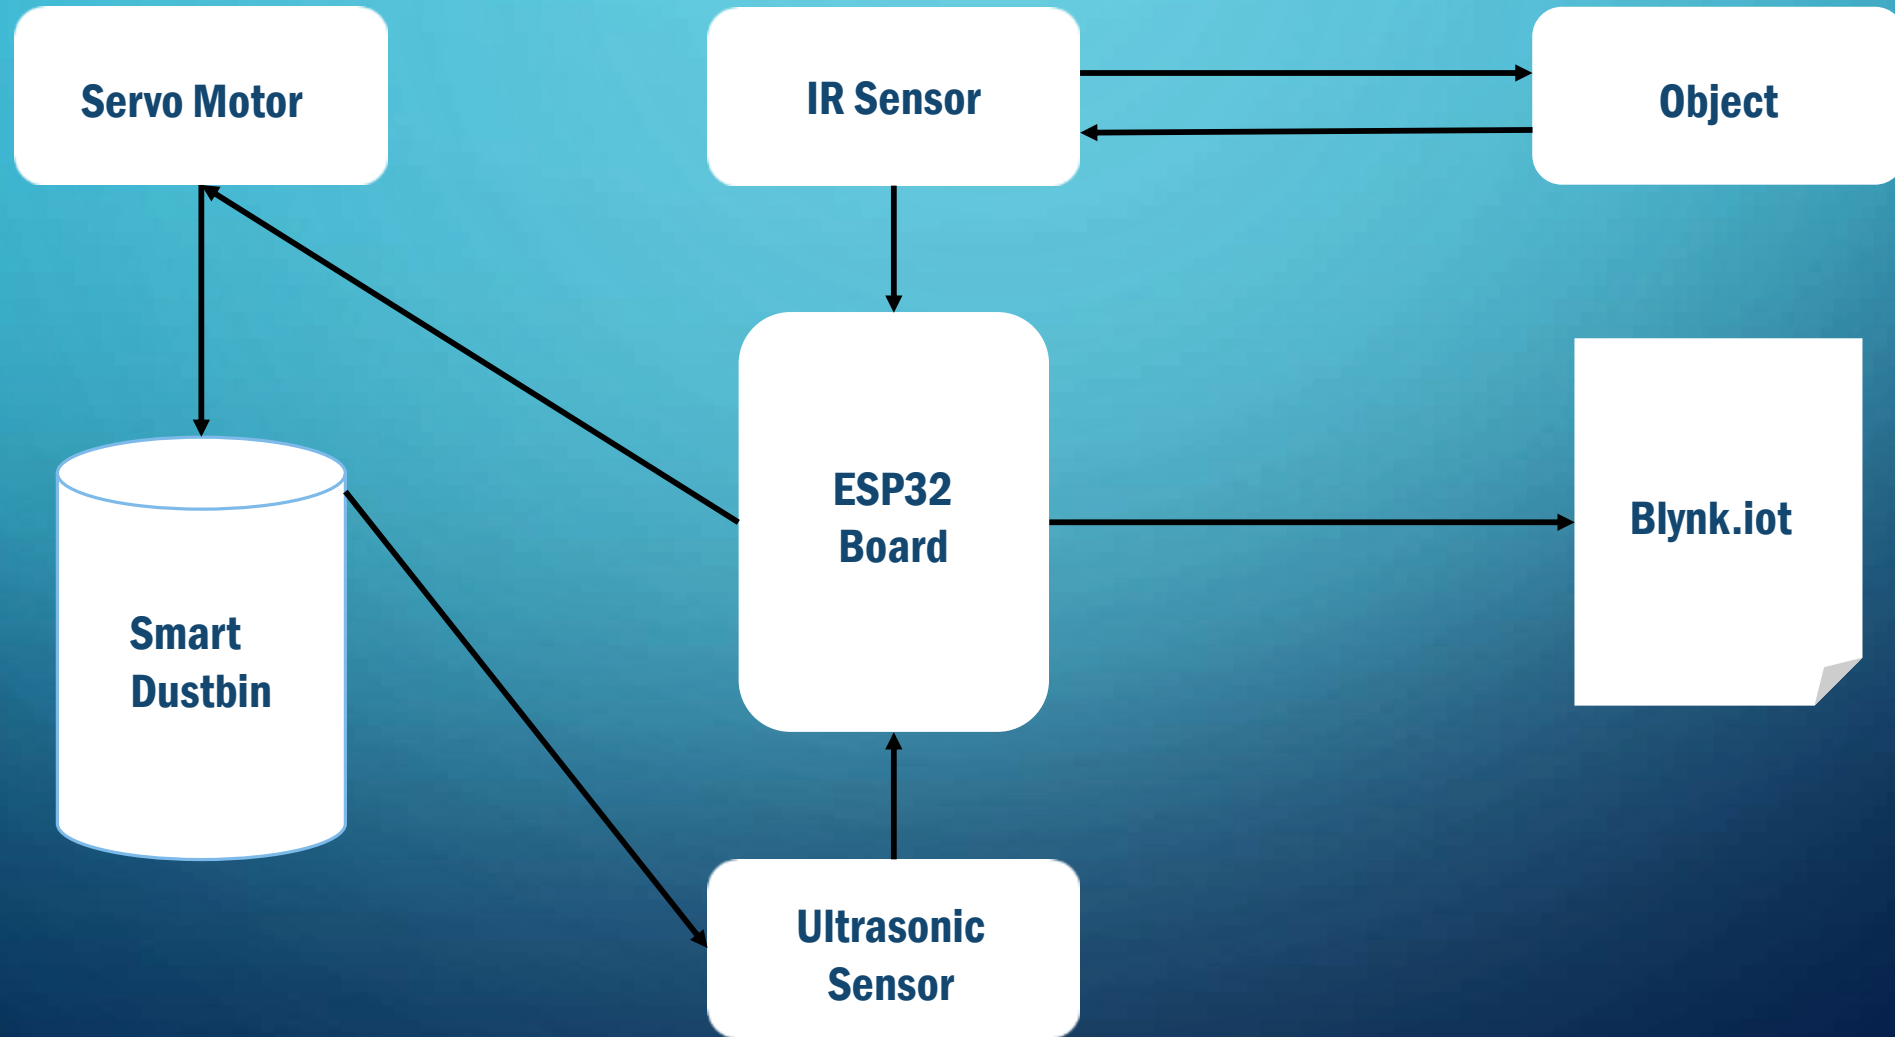 Servo Motor
IR Sensor
Object
ESP32
Board
Blynk.iot
Smart
Dustbin
Ultrasonic
Sensor